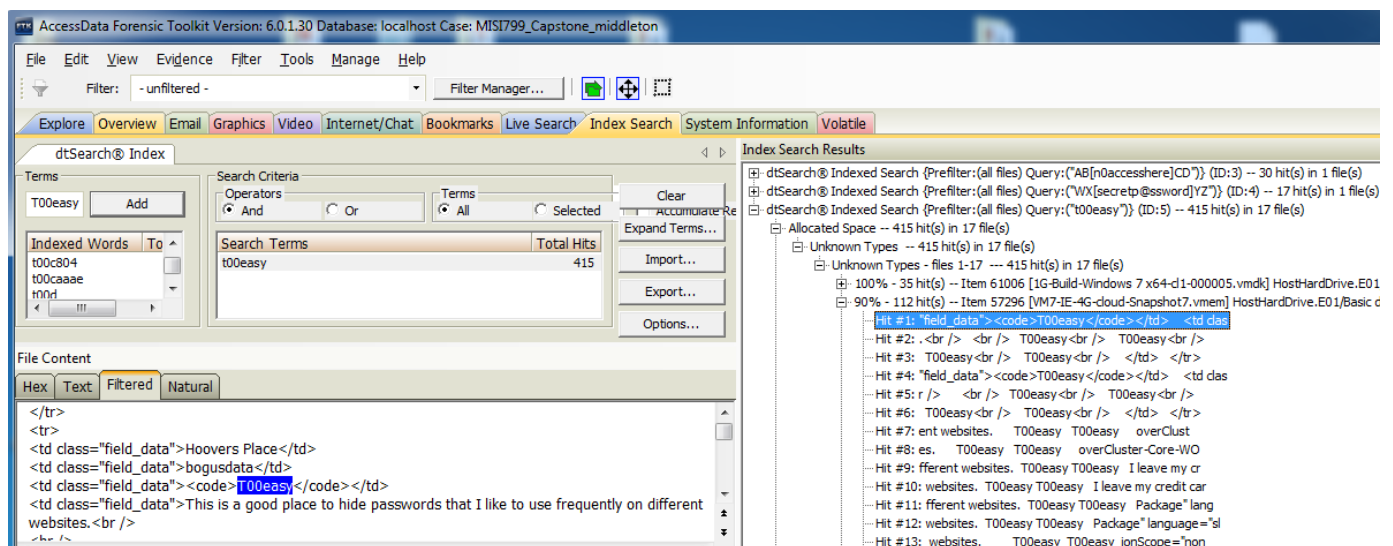 AccessData Forensic Toolkit Version: 6.0.1.30 Database: localhost Case: MISI799_Capstone_middleton
File Edit View Evidence Filter Tools Manage Help
Filter: - unfiltered - Filter Manager...
Explore Overview Email Graphics Video Internet/Chat Bookmarks Live Search Index Search System Information Volatile
dtSearch® Index
Terms
T00easy Add
Indexed Words To
t00c804
t00caaae
t00d
Search Criteria
Operators
And Or
Terms
All Selected
Search Terms Total Hits
t00easy 415
Clear
Accumulate Re
Expand Terms...
Import...
Export...
Options...
File Content
Hex Text Filtered Natural
</tr>
<tr>
<td class="field_data">Hoovers Place</td>
<td class="field_data">bogusdata</td>
<td class="field_data"><code>T00easy</code></td>
<td class="field_data">This is a good place to hide passwords that I like to use frequently on different
websites.<br />
<br />
Index Search Results
dtSearch® Indexed Search {Prefilter:(all files) Query:("AB[n0accesshere]CD")} (ID:3) -- 30 hit(s) in 1 file(s)
dtSearch® Indexed Search {Prefilter:(all files) Query:("WX[secretp@ssword]YZ")} (ID:4) -- 17 hit(s) in 1 file(s)
dtSearch® Indexed Search {Prefilter:(all files) Query:("t00easy")} (ID:5) -- 415 hit(s) in 17 file(s)
Allocated Space -- 415 hit(s) in 17 file(s)
Unknown Types -- 415 hit(s) in 17 file(s)
Unknown Types - files 1-17 --- 415 hit(s) in 17 file(s)
100% - 35 hit(s) -- Item 61006 [1G-Build-Windows 7 x64-cl1-000005.vmdk] HostHardDrive.E01
90% - 112 hit(s) -- Item 57296 [VM7-IE-4G-cloud-Snapshot7.vmem] HostHardDrive.E01/Basic d
Hit #1: "field_data"><code>T00easy</code></td> <td clas
Hit #2: .<br /> <br /> T00easy<br /> T00easy<br />
Hit #3: T00easy<br /> T00easy<br /> </td> </tr>
Hit #4: "field_data"><code>T00easy</code></td> <td clas
Hit #5: r /> <br /> T00easy<br /> T00easy<br />
Hit #6: T00easy<br /> T00easy<br /> </td> </tr>
Hit #7: ent websites. T00easy T00easy overClust
Hit #8: es. T00easy T00easy overCluster-Core-WO
Hit #9: fferent websites. T00easy T00easy I leave my cr
Hit #10: websites. T00easy T00easy I leave my credit car
Hit #11: fferent websites. T00easy T00easy Package" lang
Hit #12: websites. T00easy T00easy Package" language="sl
Hit #13: websites. T00easy T00easy ionScope="non